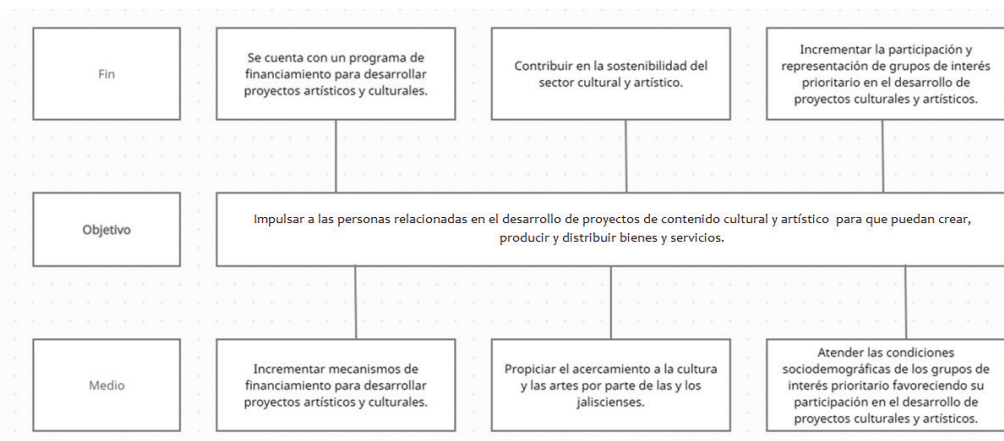 Fin
Se cuenta con un programa de
financiamiento para desarrollar
proyectos artísticos y culturales.
Contribuir en la sostenibilidad del
sector cultural y artístico.
Incrementar la participación y
representación de grupos de interés
prioritario en el desarrollo de
proyectos culturales y artísticos.
Objetivo
Impulsar a las personas relacionadas en el desarrollo de proyectos de contenido cultural y artístico para que puedan crear,
producir y distribuir bienes y servicios.
Medio
Incrementar mecanismos de
financiamiento para desarrollar
proyectos artísticos y culturales.
Propiciar el acercamiento a la cultura
y las artes por parte de las y los
jaliscienses.
Atender las condiciones
sociodemográficas de los grupos de
interés prioritario favoreciendo su
participación en el desarrollo de
proyectos culturales y artísticos.